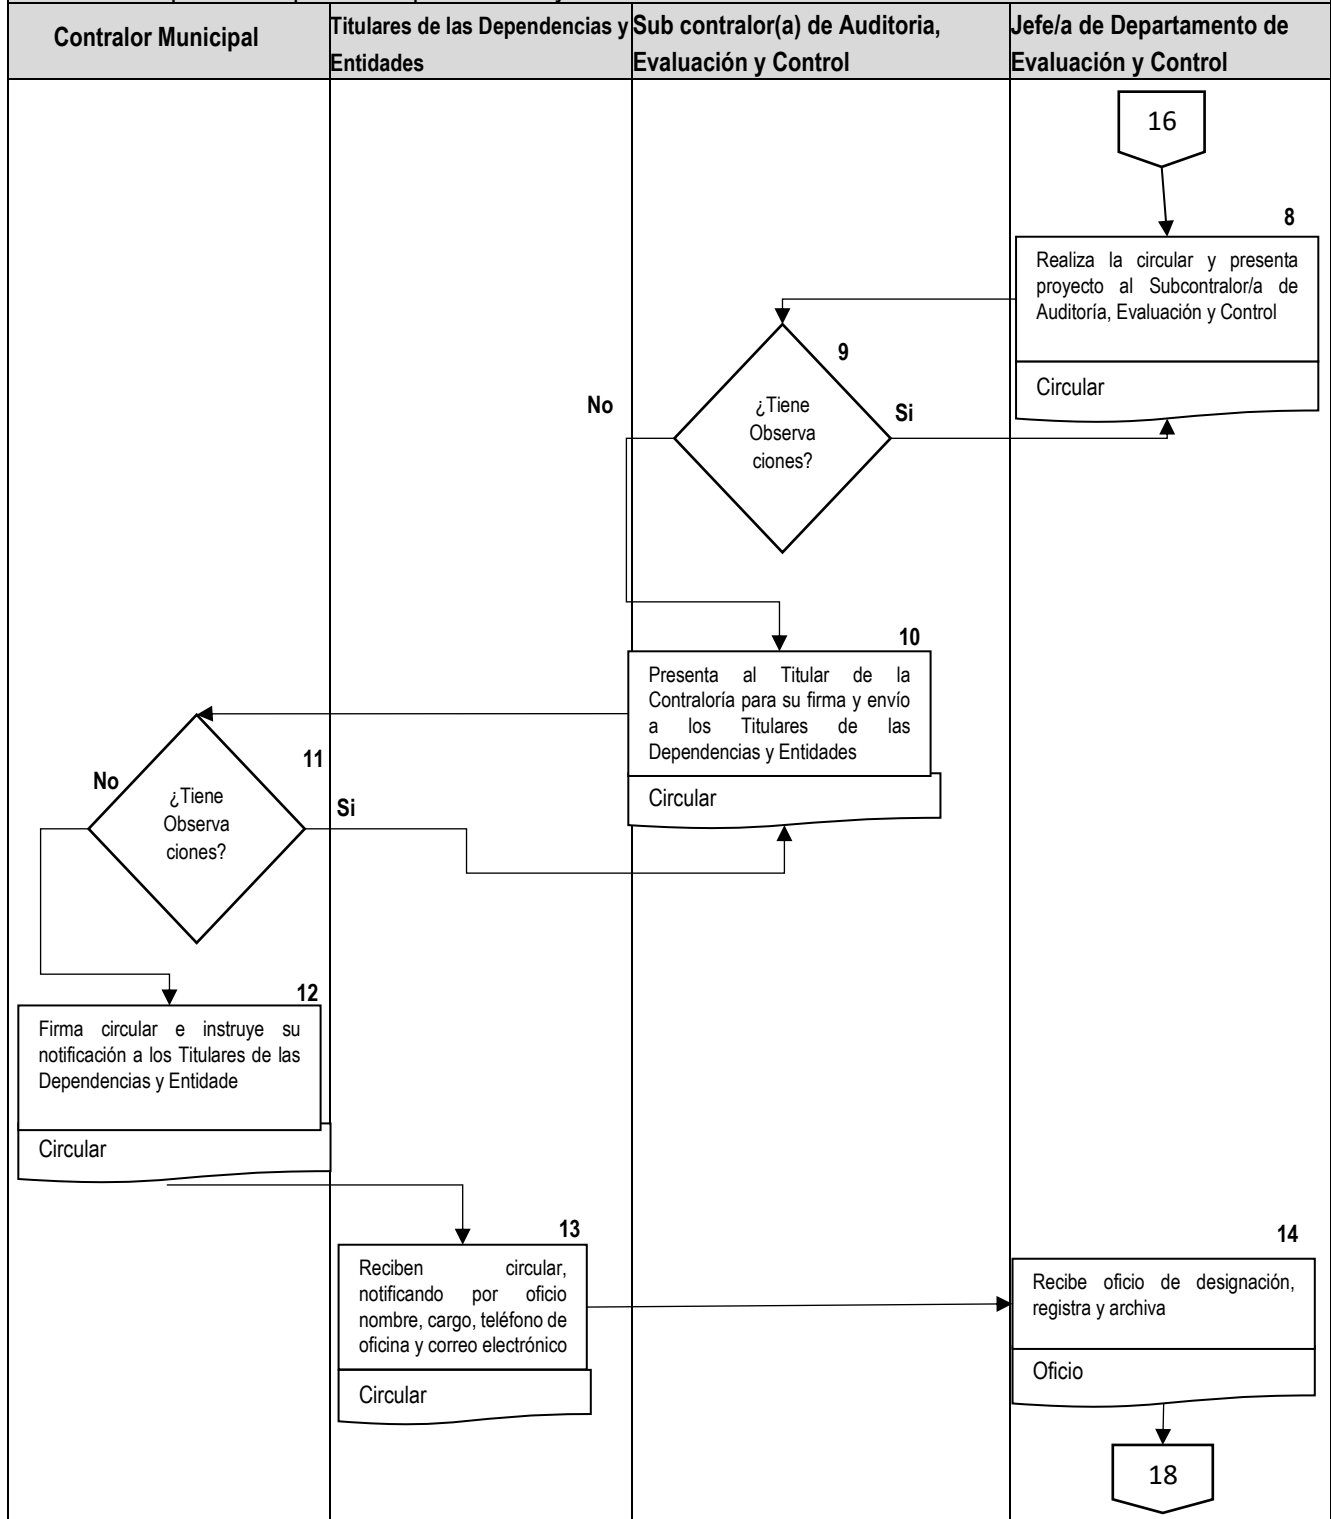 Contralor Municipal
Titulares de las Dependencias y
Entidades
Sub contralor(a) de Auditoria,
Evaluación y Control
Jefe/a de Departamento de
Evaluación y Control
16
8
Realiza la circular y presenta
proyecto al Subcontralor/a de
Auditoría, Evaluación y Control
Circular
9
¿Tiene
Observa
ciones?
No
Si
10
Presenta al Titular de la
Contraloría para su firma y envío
a los Titulares de las
Dependencias y Entidades
Circular
11
No
¿Tiene
Observa
ciones?
Si
12
Firma circular e instruye su
notificación a los Titulares de las
Dependencias y Entidade
Circular
13
Reciben circular,
notificando por oficio
nombre, cargo, teléfono de
oficina y correo electrónico
Circular
14
Recibe oficio de designación,
registra y archiva
Oficio
18